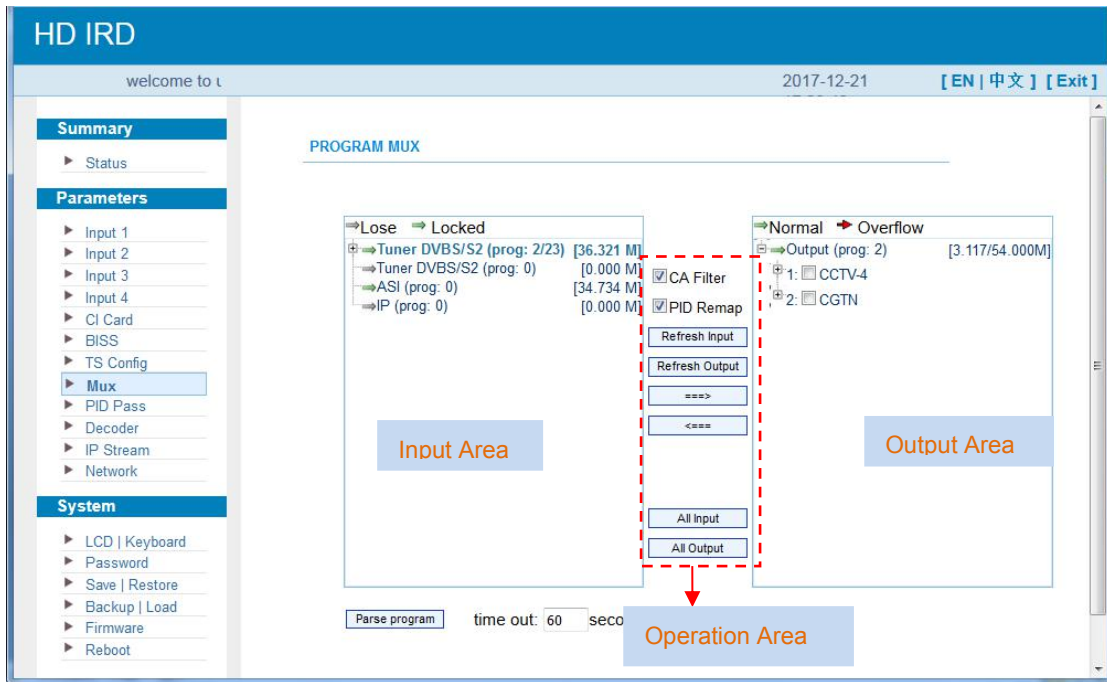 HD IRD
welcome to u
2017-12-21
[ EN | 中文 ] [ Exit ]
Summary
Status
Parameters
Input 1
Input 2
Input 3
Input 4
CI Card
BISS
TS Config
Mux
PID Pass
Decoder
IP Stream
Network
System
LCD | Keyboard
Password
Save | Restore
Backup | Load
Firmware
Reboot
PROGRAM MUX
Lose Locked
Tuner DVBS/S2 (prog: 2/23) [36.321 M]
Tuner DVBS/S2 (prog: 0) [0.000 M]
ASI (prog: 0) [34.734 M]
IP (prog: 0) [0.000 M]
Input Area
CA Filter
PID Remap
Refresh Input
Refresh Output
===>
<===
All Input
All Output
Normal Overflow
Output (prog: 2) [3.117/54.000M]
1: CCTV-4
2: CGTN
Output Area
Parse program time out: 60 seco
Operation Area